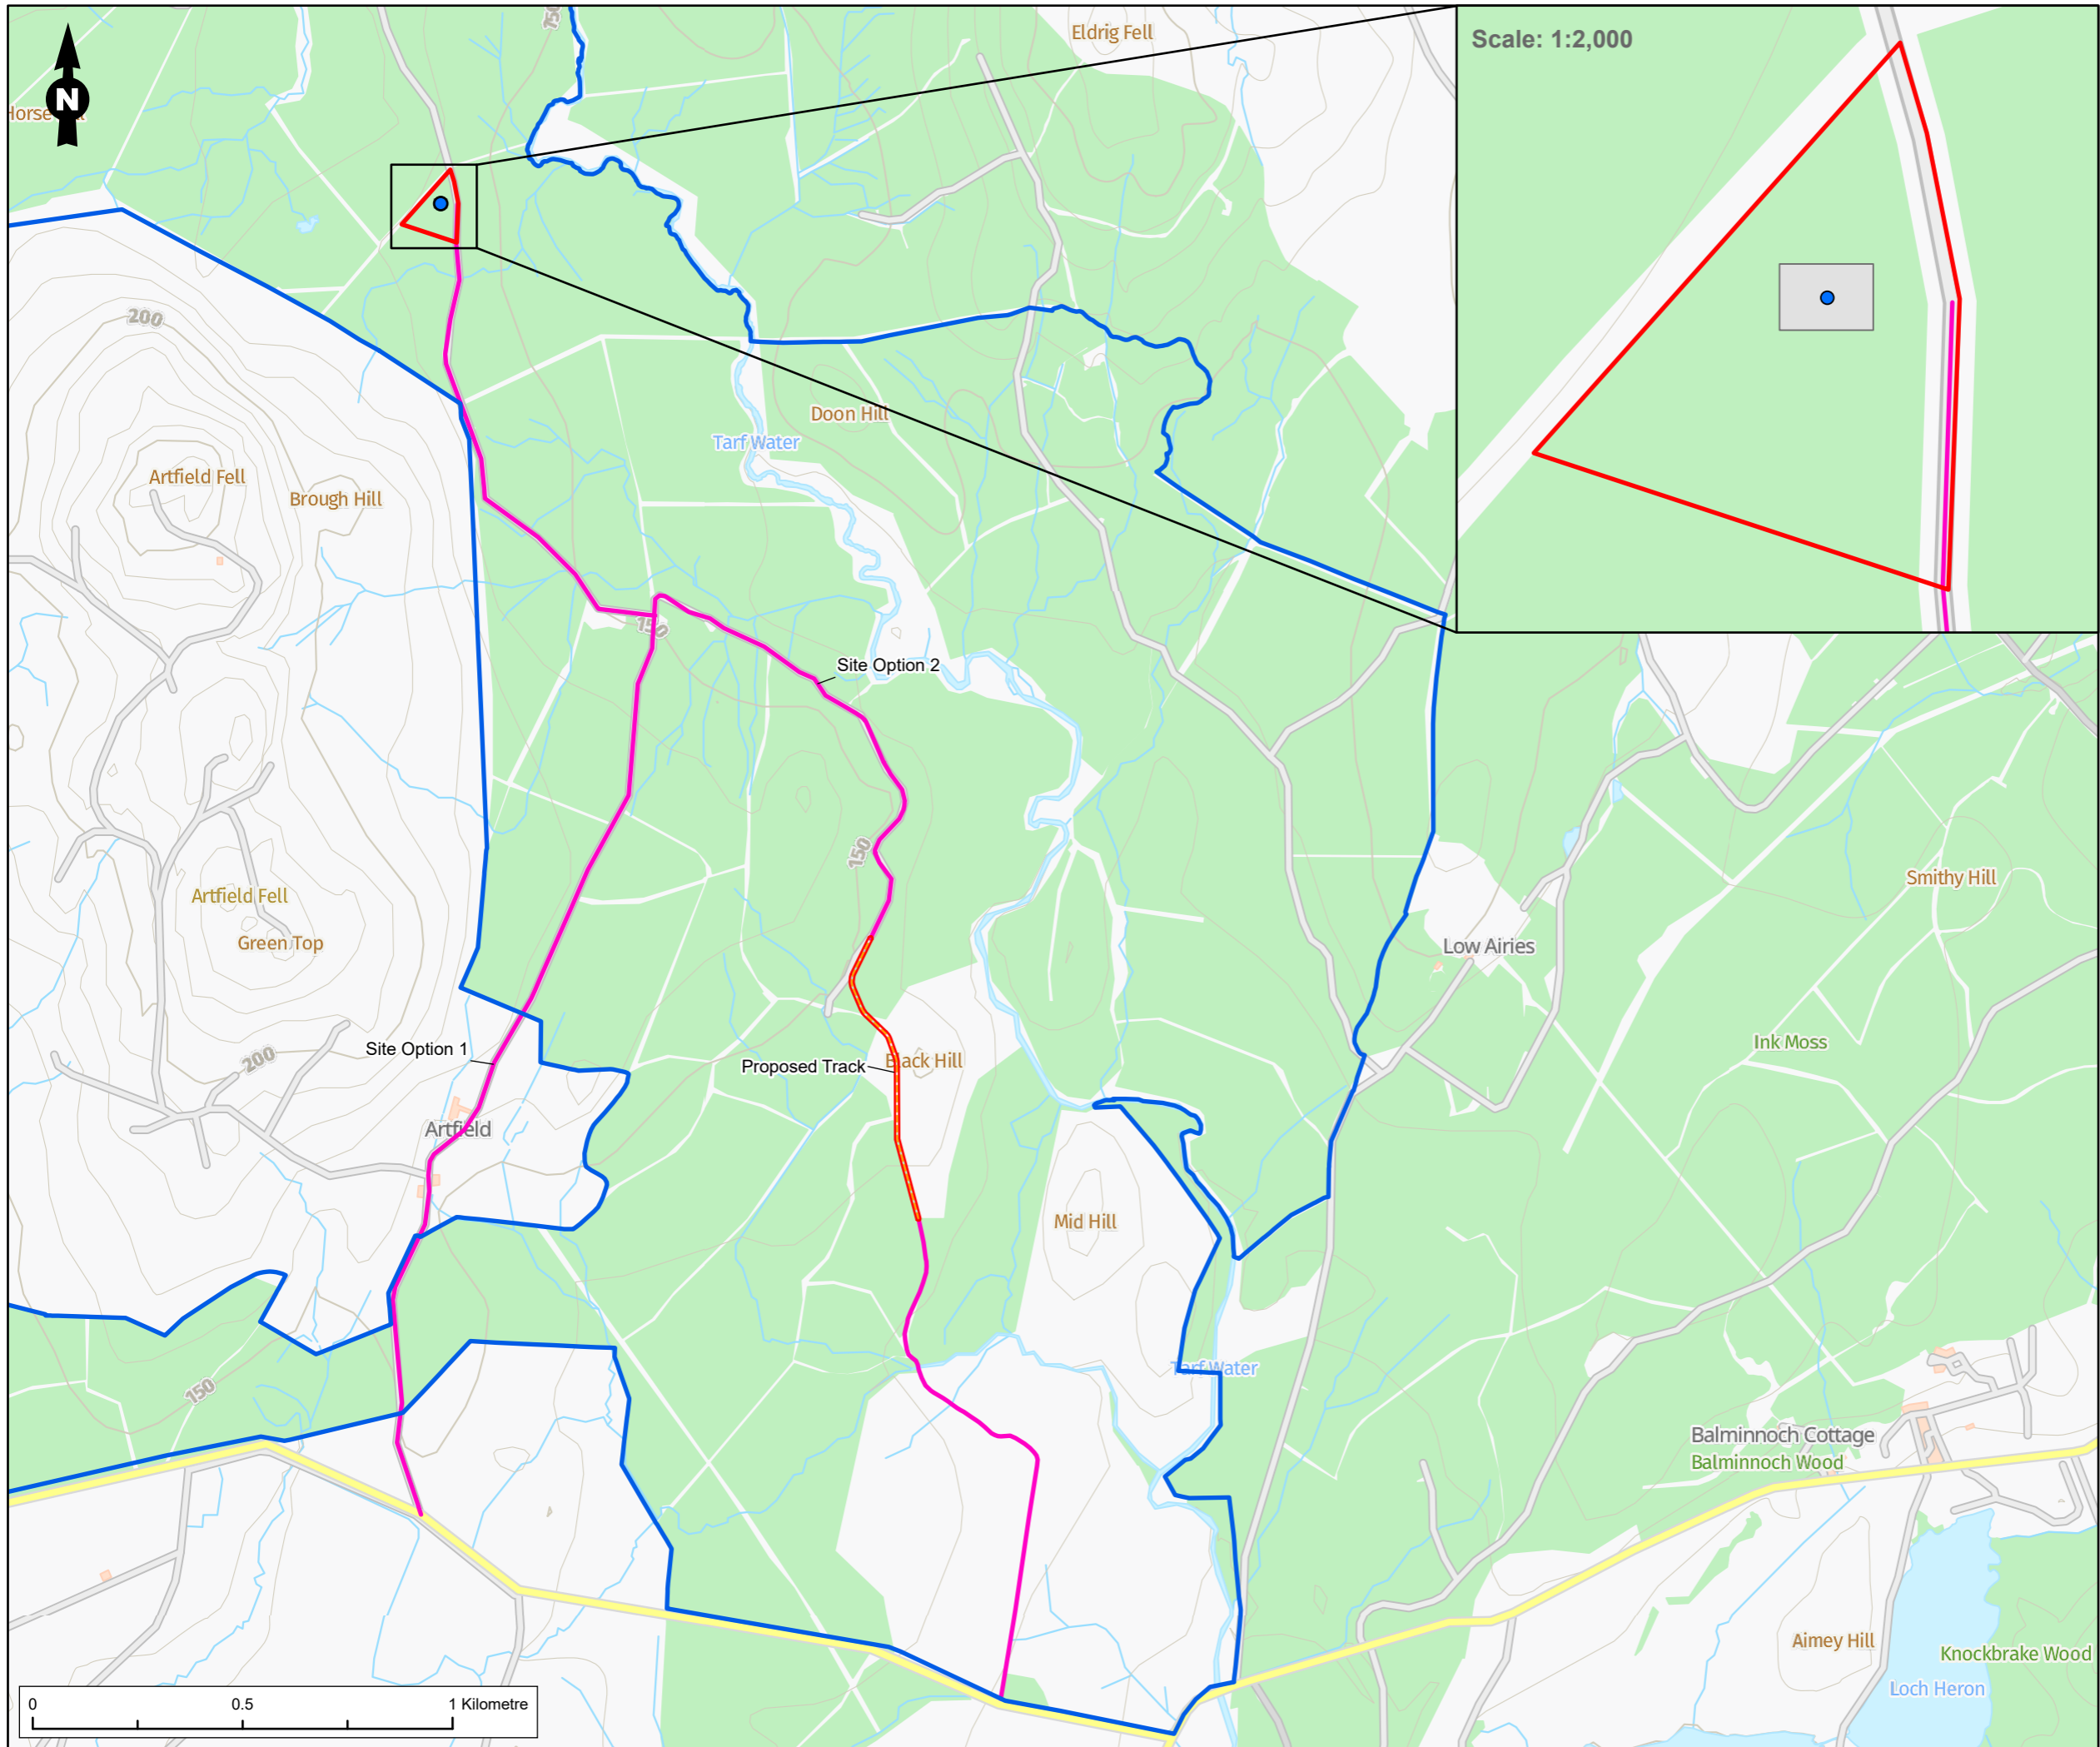 150
Eldrig Fell
Scale: 1:2,000
N
200
Doon Hill
Tarf Water
Artfield Fell
Brough Hill
150
Site Option 2
150
Smithy Hill
Artfield Fell
Green Top
Low Airies
Ink Moss
Site Option 1
200
Proposed Track
Black Hill
Artfield
Mid Hill
Tarf Water
150
Balminnoch Cottage
Balminnoch Wood
Aimey Hill
Knockbrake Wood
Loch Heron
0 0.5 1 Kilometre